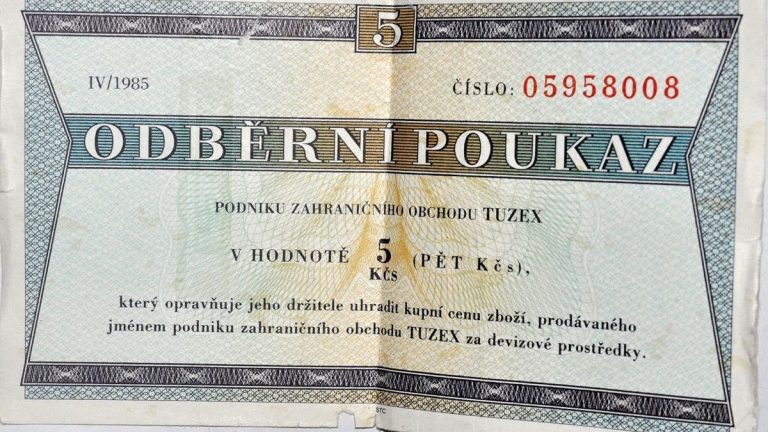 5
IV/1985
ČÍSLO: 05958008
ODBĚRNÍ POUKAZ
PODNIKU ZAHRANIČNÍHO OBCHODU TUZEX
V HODNOTĚ 5 KČS (PĚT Kčs),
který opravňuje jeho držitele uhradit kupní cenu zboží, prodávaného
jménem podniku zahraničního obchodu TUZEX za devizové prostředky.
STC